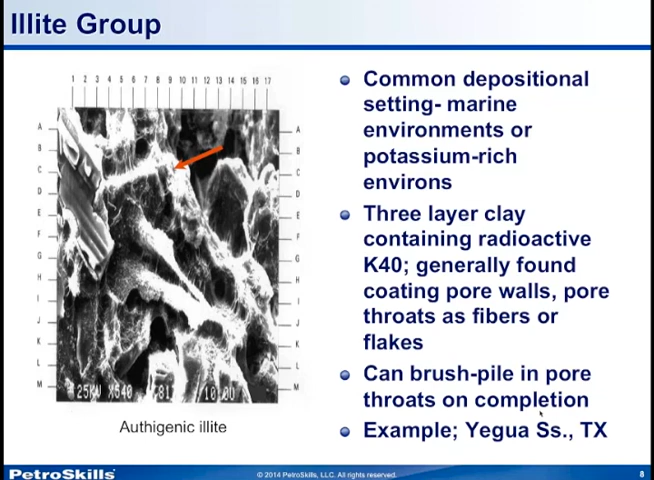 Illite Group
1 2 3 4 5 6 7 8 9 10 11 12 13 14 15 16 17
A A
B B
C C
D D
E E
F F
G G
H H
I I
J J
K K
L L
M M
25KU X540
Authigenic illite
Common depositional
setting- marine
environments or
potassium-rich
environs
Three layer clay
containing radioactive
K40; generally found
coating pore walls, pore
throats as fibers or
flakes
Can brush-pile in pore
throats on completion
Example; Yegua Ss., TX
PetroSkills
© 2014 PetroSkills, LLC. All rights reserved.
8